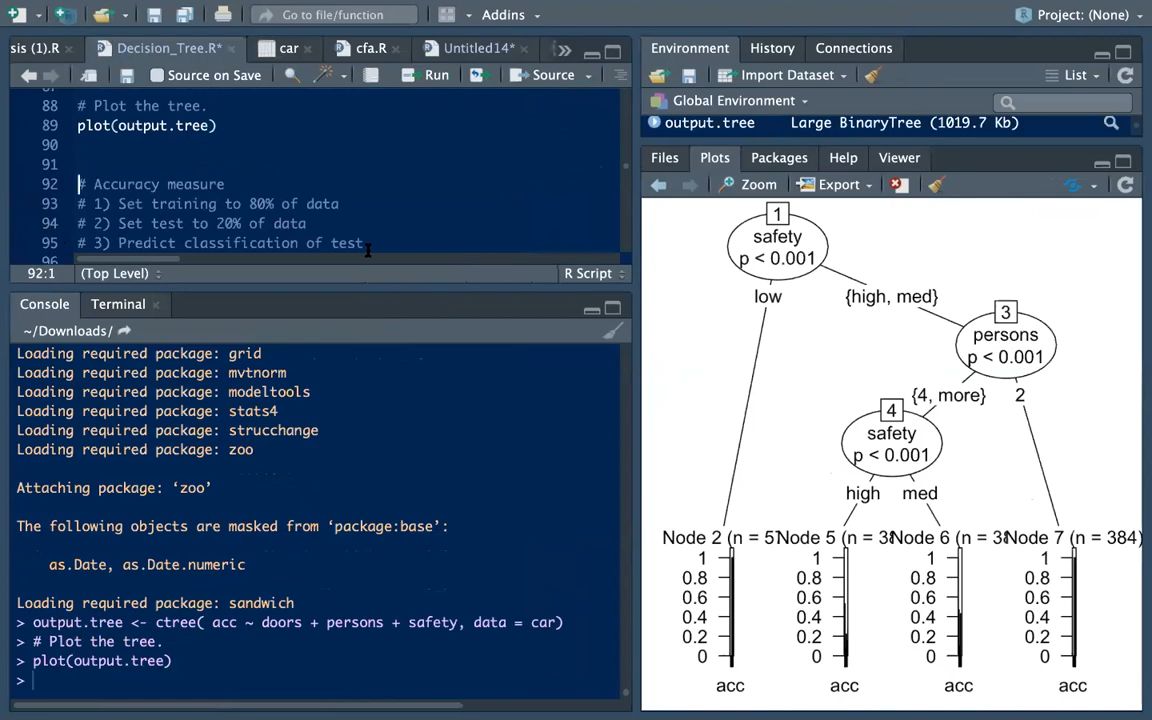 Go to file/function
Addins
Project: (None)
sis (1).R
Decision_Tree.R*
car
cfa.R
Untitled14*
Source on Save
Run
Source
88 # Plot the tree.
89 plot(output.tree)
90
91
92 # Accuracy measure
93 # 1) Set training to 80% of data
94 # 2) Set test to 20% of data
95 # 3) Predict classification of test
96
92:1
(Top Level)
R Script
Console
Terminal
~/Downloads/
Loading required package: grid
Loading required package: mvtnorm
Loading required package: modeltools
Loading required package: stats4
Loading required package: strucchange
Loading required package: zoo
Attaching package: ‘zoo’
The following objects are masked from ‘package:base’:
as.Date, as.Date.numeric
Loading required package: sandwich
> output.tree <- ctree( acc ~ doors + persons + safety, data = car)
> # Plot the tree.
> plot(output.tree)
>
Environment
History
Connections
Import Dataset
List
Global Environment
output.tree
Large BinaryTree (1019.7 Kb)
Files
Plots
Packages
Help
Viewer
Zoom
Export
1
safety
p < 0.001
low
{high, med}
3
persons
p < 0.001
{4, more}
2
4
safety
p < 0.001
high
med
Node 2 (n = 57
Node 5 (n = 38
Node 6 (n = 38
Node 7 (n = 384)
1 1 1 1
0.8 0.8 0.8 0.8
0.6 0.6 0.6 0.6
0.4 0.4 0.4 0.4
0.2 0.2 0.2 0.2
0 0 0 0
acc acc acc acc